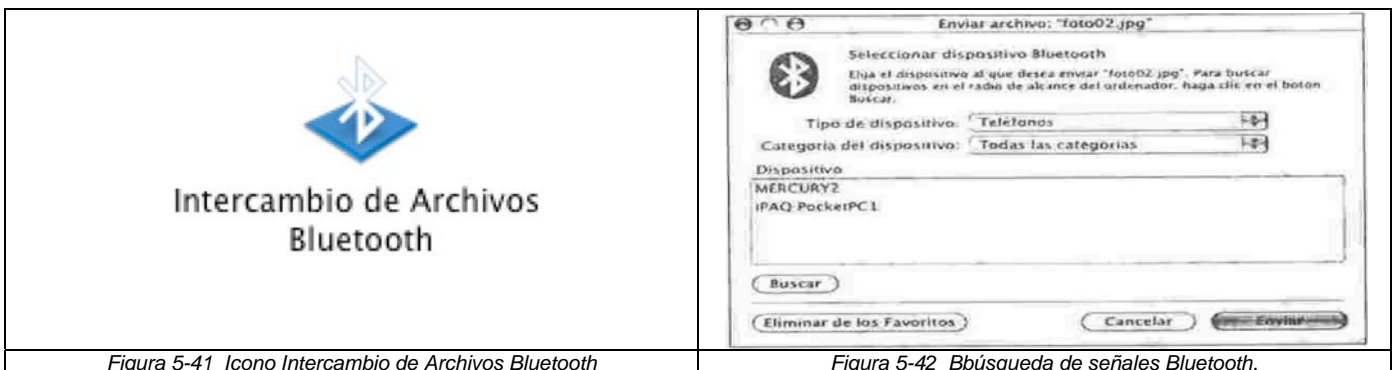 Intercambio de Archivos
Bluetooth
Figura 5-41 Icono Intercambio de Archivos Bluetooth
Enviar archivo: "foto02.jpg"
Seleccionar dispositivo Bluetooth
Elija el dispositivo al que desea enviar "foto02.jpg". Para buscar
dispositivos en el radio de alcance del ordenador, haga clic en el botón
Buscar.
Tipo de dispositivo: Teléfonos
Categoría del dispositivo: Todas las categorías
Dispositivo
MERCURY2
iPAQ-PocketPC1
Buscar
Eliminar de los Favoritos
Cancelar
Enviar
Figura 5-42 Bbúsqueda de señales Bluetooth.